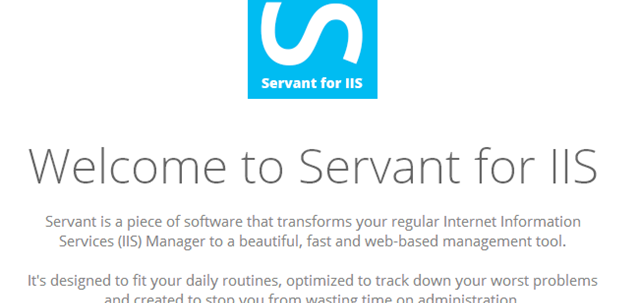 Servant for IIS
Welcome to Servant for IIS
Servant is a piece of software that transforms your regular Internet Information
Services (IIS) Manager to a beautiful, fast and web-based management tool.
It's designed to fit your daily routines, optimized to track down your worst problems
and created to stop you from wasting time on administration.